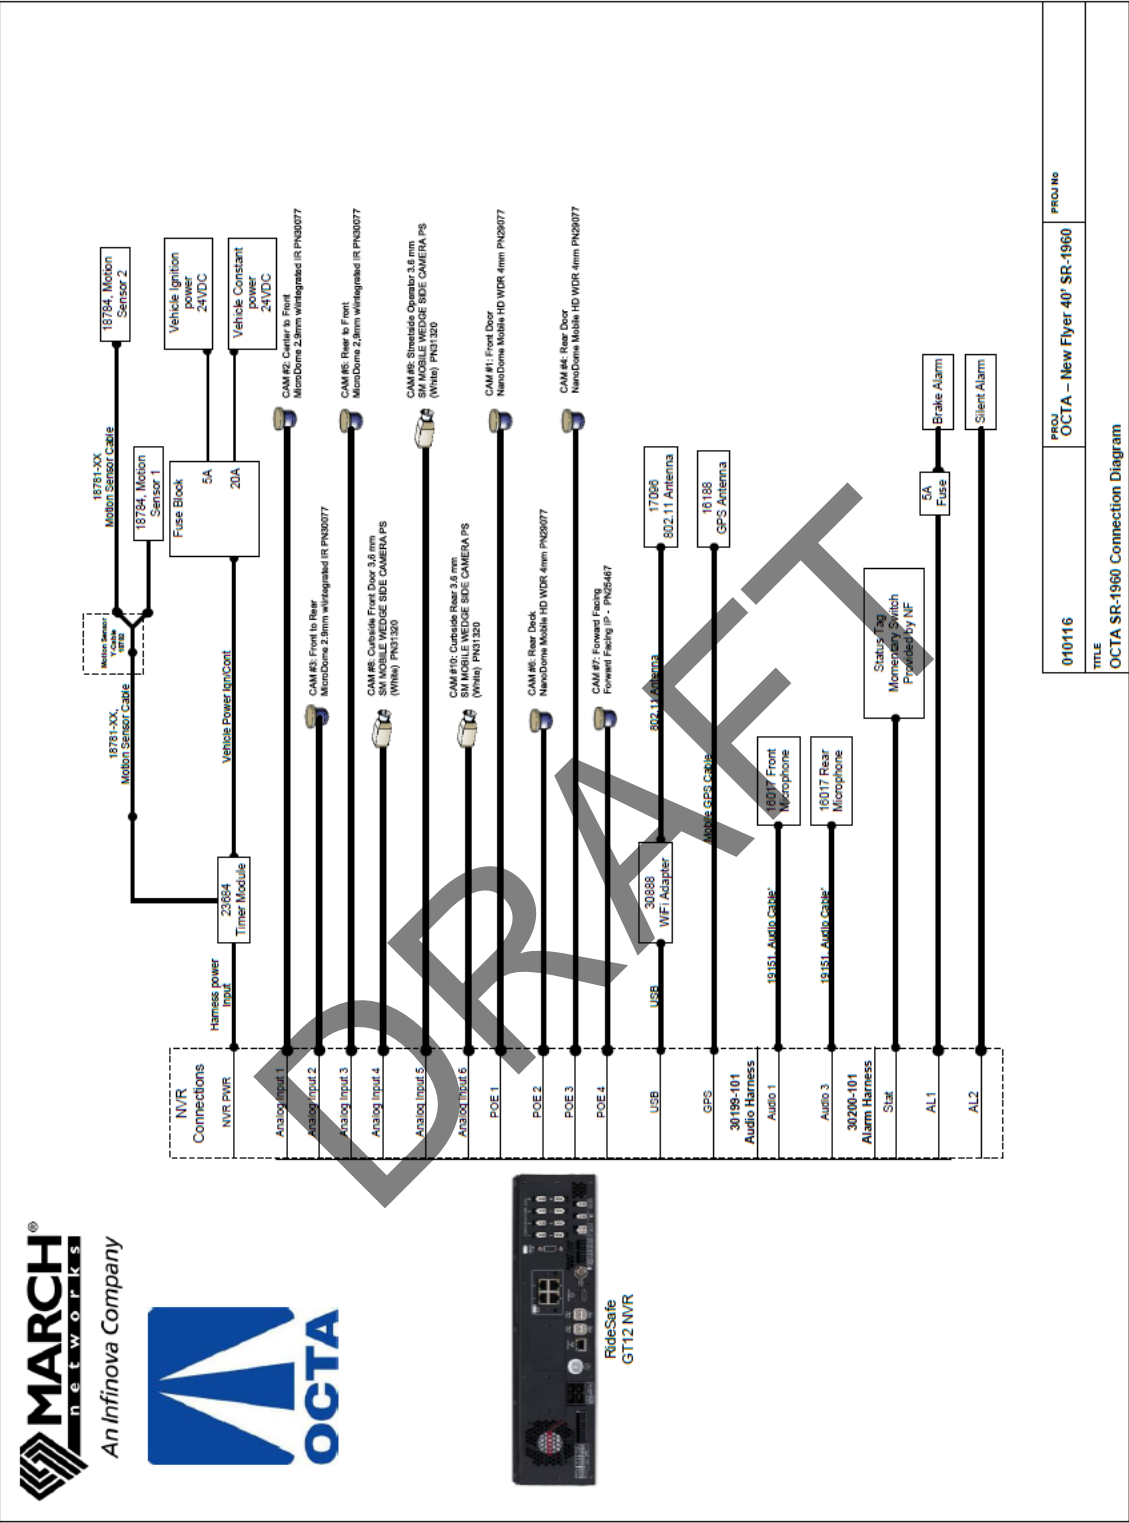 MARCH®
networks
An Infinova Company
OCTA
18784, Motion
Sensor 2
18781-XX
Motion Sensor Cable
18784, Motion
Sensor 1
Motion Sensor
Y-Cable
18782
18781-XX,
Motion Sensor Cable
Vehicle Ignition
power
24VDC
Vehicle Constant
power
24VDC
Fuse Block
5A
20A
Vehicle Power Ign/Cont
23684
Timer Module
Harness power
Input
NVR
Connections
NVR PWR
CAM #2: Center to Front
MicroDome 2.9mm w/integrated IR PN30077
Analog Input 1
CAM #3: Front to Rear
MicroDome 2.9mm w/integrated IR PN30077
Analog Input 2
CAM #5: Rear to Front
MicroDome 2,9mm w/integrated IR PN30077
Analog Input 3
CAM #8: Curbside Front Door 3,6 mm
SM MOBILE WEDGE SIDE CAMERA PS
(White) PN31320
Analog Input 4
CAM #9: Streetside Operator 3.6 mm
SM MOBILE WEDGE SIDE CAMERA PS
(White) PN31320
Analog Input 5
CAM #10: Curbside Rear 3.6 mm
SM MOBILE WEDGE SIDE CAMERA PS
(White) PN31320
Analog Input 6
CAM #1: Front Door
NanoDome Mobile HD WDR 4mm PN29077
POE 1
CAM #6: Rear Deck
NanoDome Mobile HD WDR 4mm PN29077
POE 2
CAM #4: Rear Door
NanoDome Mobile HD WDR 4mm PN29077
POE 3
CAM #7: Forward Facing
Forward Facing IP - PN25467
POE 4
17096
802.11 Antenna
802.11 Antenna
30888
WiFi Adapter
USB
USB
16188
GPS Antenna
Mobile GPS Cable
GPS
30199-101
Audio Harness
16017 Front
Microphone
19151, Audio Cable'
Audio 1
16017 Rear
Microphone
19151, Audio Cable'
Audio 3
30200-101
Alarm Harness
Status Tag
Momentary Switch
Provided by NF
Stat
Brake Alarm
5A
Fuse
AL1
Silent Alarm
AL2
RideSafe
GT12 NVR
DRAFT
010116
PROJ
OCTA – New Flyer 40' SR-1960
PROJ No
TITLE
OCTA SR-1960 Connection Diagram